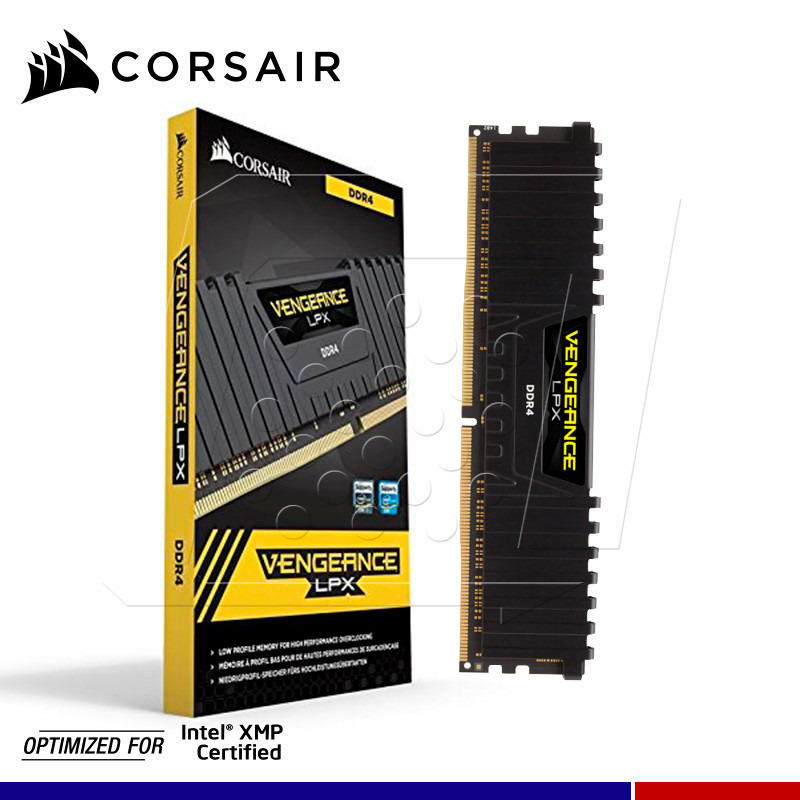 CORSAIR
CORSAIR
VENGEANCE LPX
DDR4
CORSAIR
DDR4
VENGEANCE
LPX
DDR4
VENGEANCE
LPX
› LOW PROFILE MEMORY FOR HIGH PERFORMANCE OVERCLOCKING
› MÉMOIRE À PROFIL BAS POUR DE HAUTES PERFORMANCES DE SURCADENÇAGE
› NIEDRIGPROFIL-SPEICHER FÜRS HOCHLEISTUNGSÜBERTAKTEN
DDR4
VENGEANCE
LPX
OPTIMIZED FOR
Intel® XMP
Certified